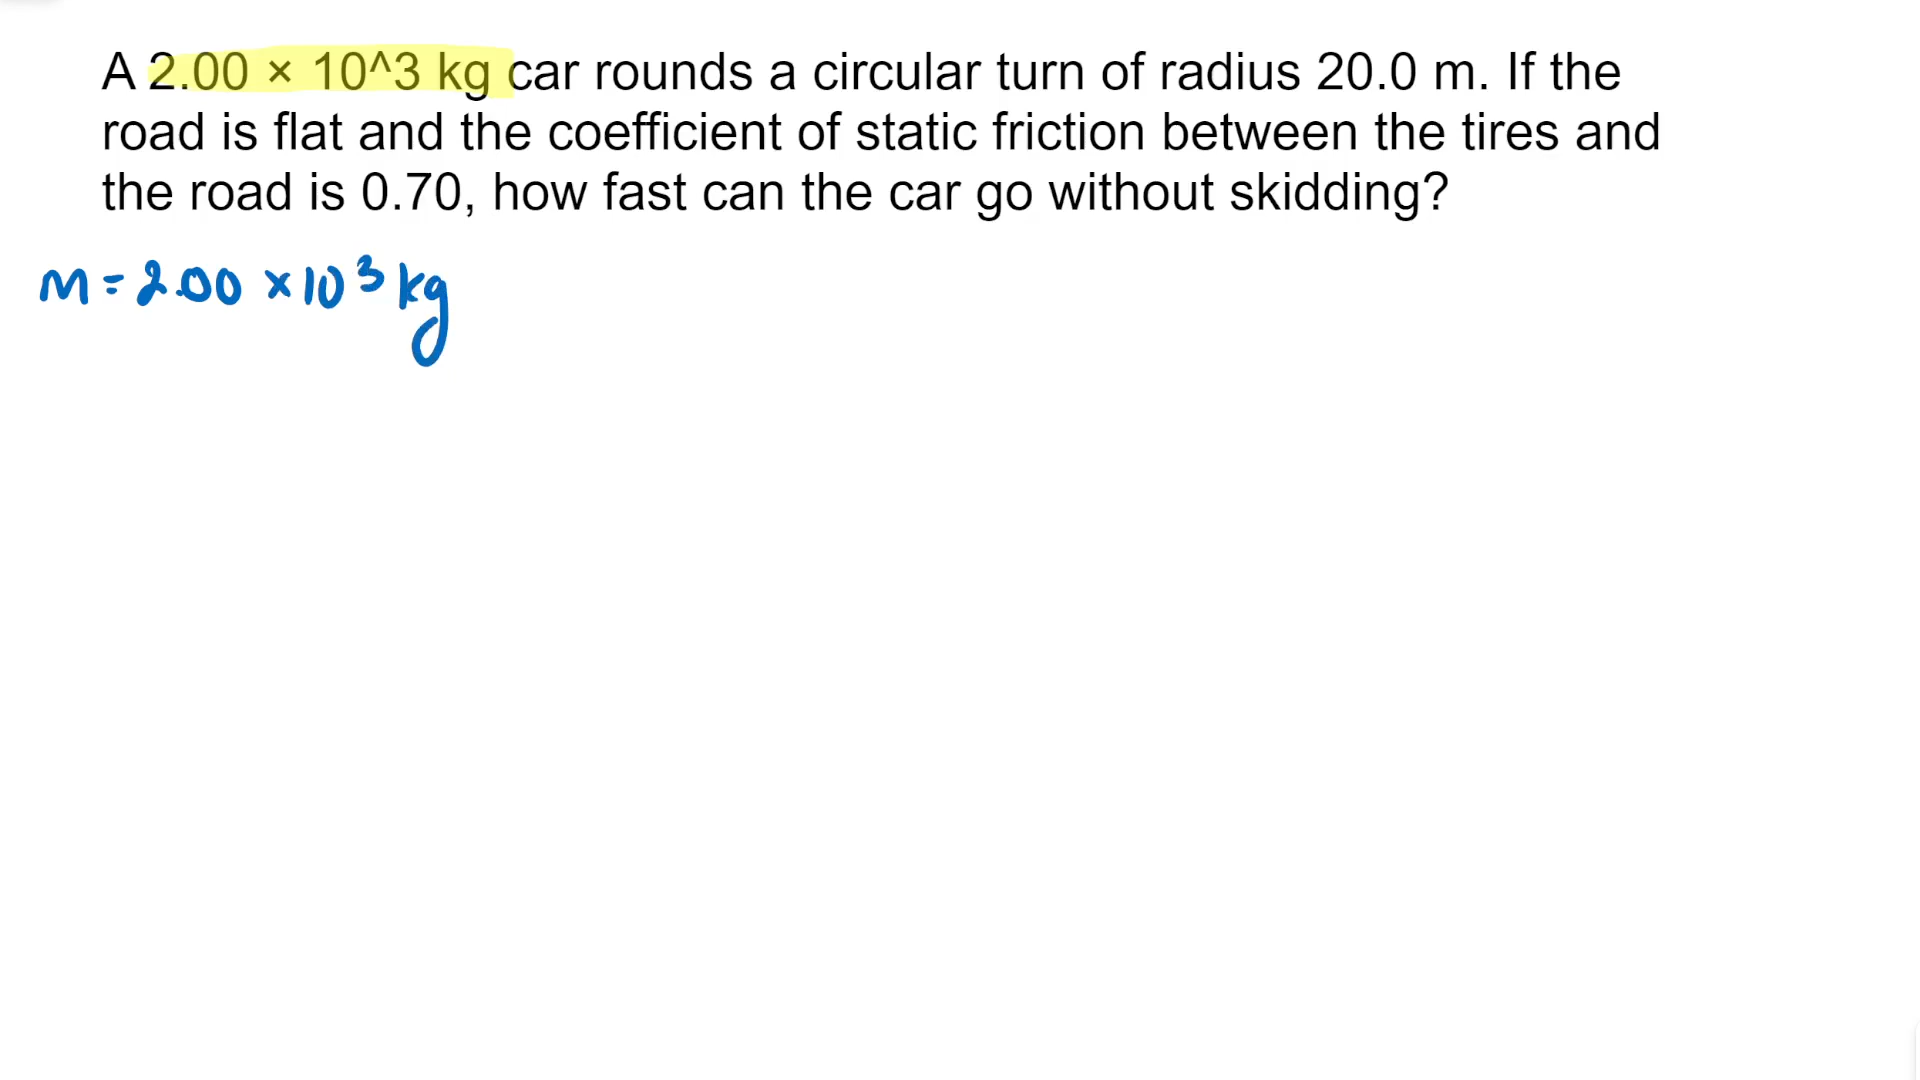 A 2.00 × 10^3 kg car rounds a circular turn of radius 20.0 m. If the
road is flat and the coefficient of static friction between the tires and
the road is 0.70, how fast can the car go without skidding?
m = 2.00 × 10³ kg